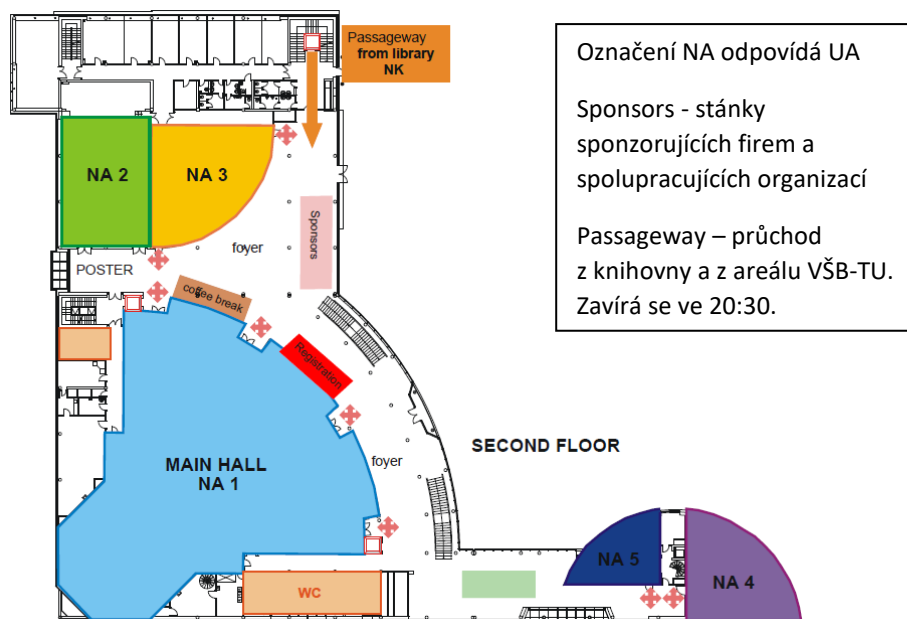 Passageway
from library
NK
Označení NA odpovídá UA
Sponsors - stánky
sponzorujících firem a
spolupracujících organizací
Passageway – průchod
z knihovny a z areálu VŠB-TU.
Zavírá se ve 20:30.
NA 2
NA 3
Sponsors
foyer
POSTER
coffee break
Registration
SECOND FLOOR
foyer
MAIN HALL
NA 1
NA 5
NA 4
WC